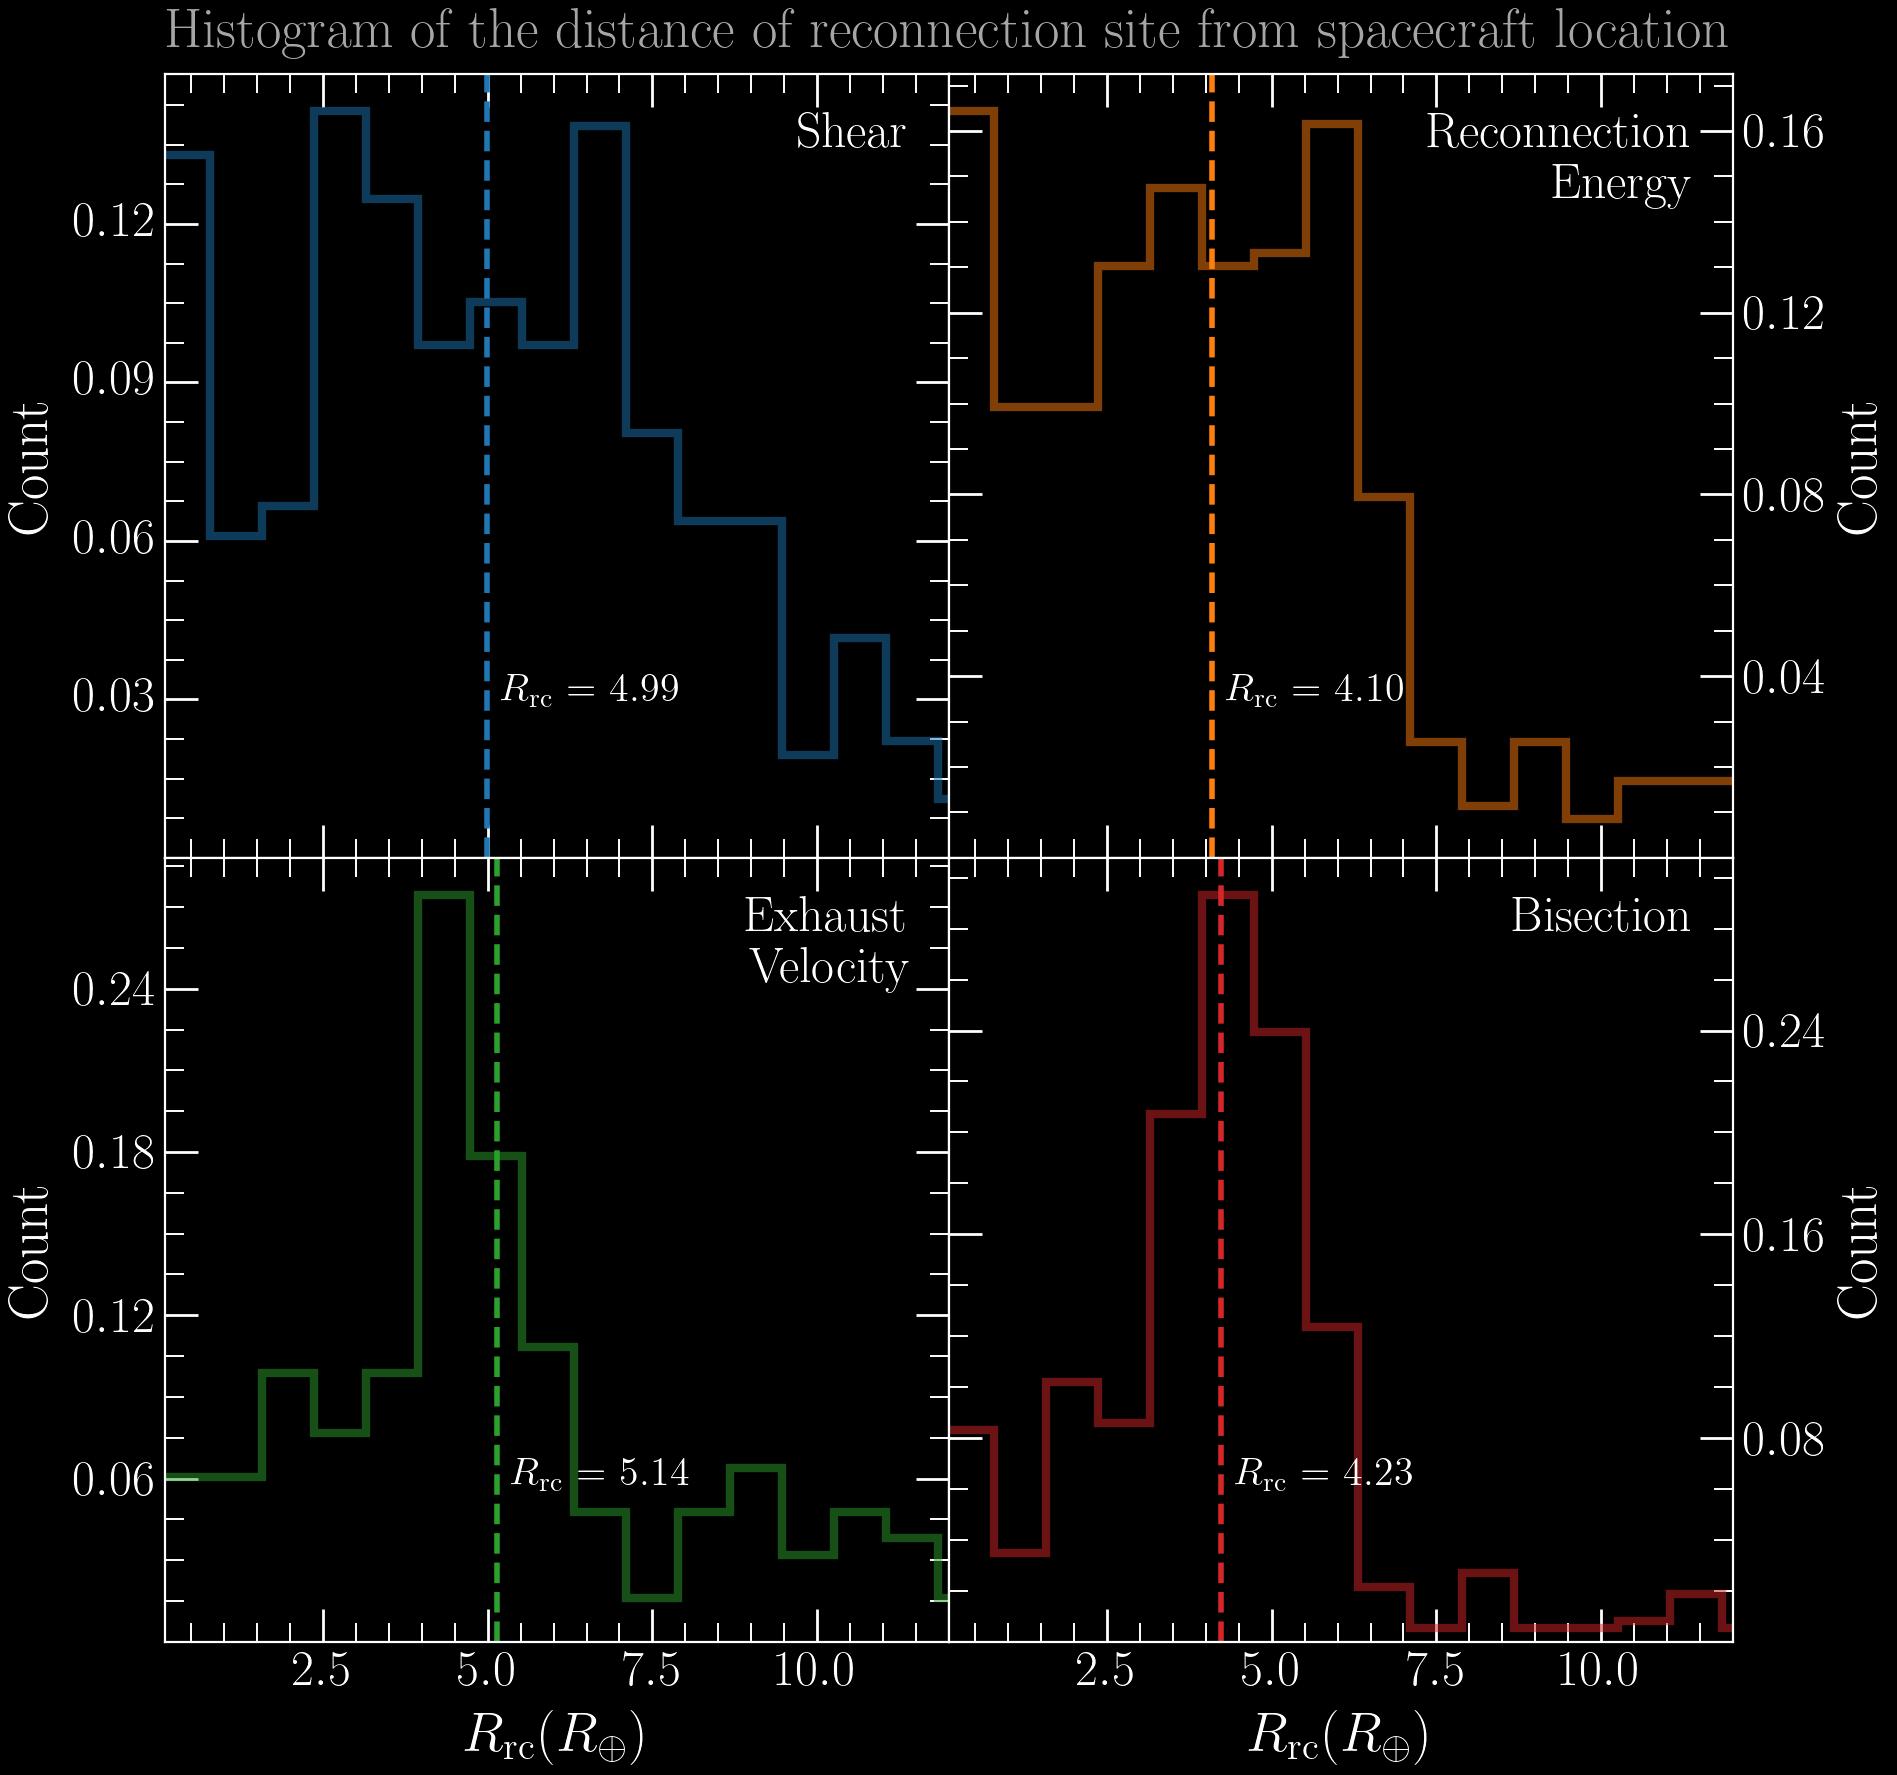 Histogram of the distance of reconnection site from spacecraft location
Shear
Count
0.12
0.09
0.06
0.03
R_rc = 4.99
Reconnection
Energy
Count
0.16
0.12
0.08
0.04
R_rc = 4.10
Exhaust
Velocity
Count
0.24
0.18
0.12
0.06
R_rc = 5.14
2.5 5.0 7.5 10.0
R_rc(R_⊕)
Bisection
Count
0.24
0.16
0.08
R_rc = 4.23
2.5 5.0 7.5 10.0
R_rc(R_⊕)